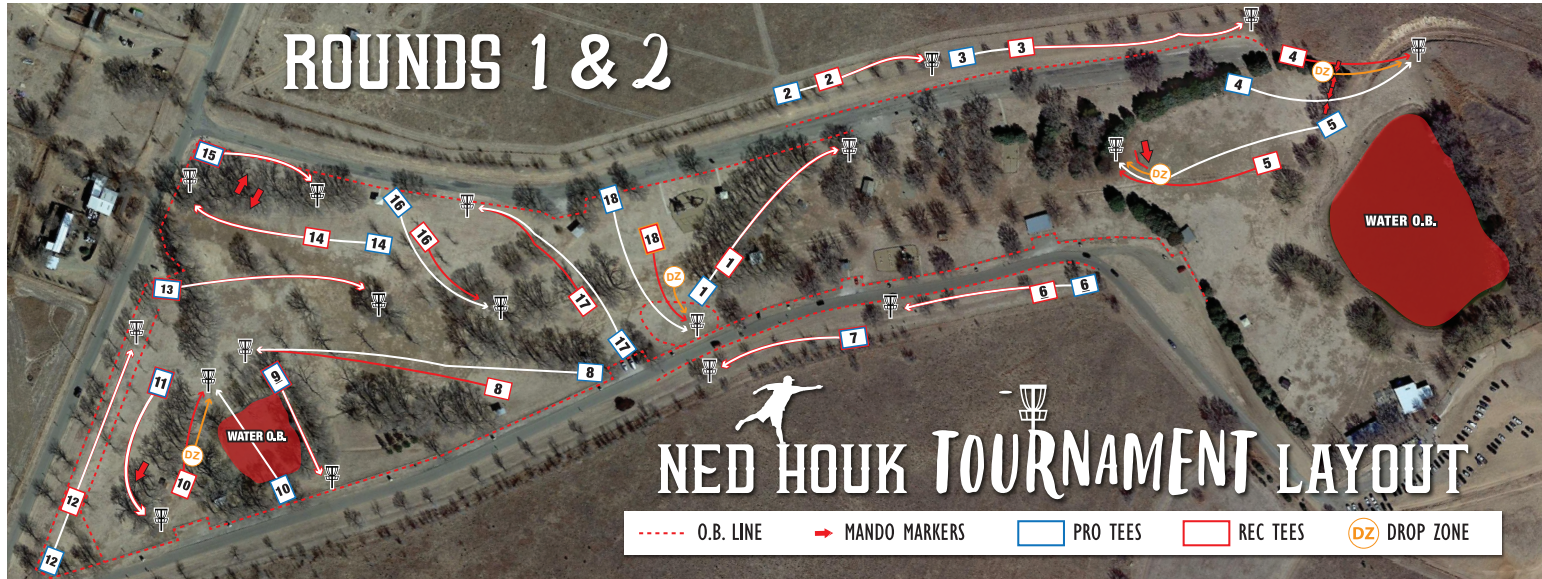 ROUNDS 1 & 2
2
2
3
3
4
DZ
4
5
DZ
5
WATER O.B.
15
16
18
14
14
16
18
1
DZ
13
17
1
6
6
17
7
11
9
8
8
WATER O.B.
DZ
10
10
12
12
NED HOUK TOURNAMENT LAYOUT
O.B. LINE
MANDO MARKERS
PRO TEES
REC TEES
DZ DROP ZONE